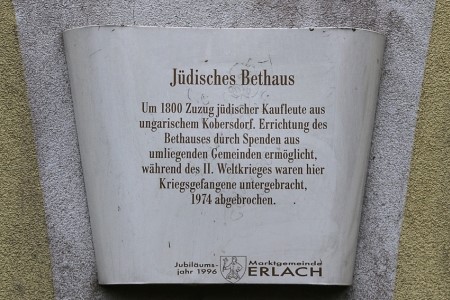 Jüdisches Bethaus
Um 1800 Zuzug jüdischer Kaufleute aus
ungarischem Kobersdorf. Errichtung des
Bethauses durch Spenden aus
umliegenden Gemeinden ermöglicht,
während des II. Weltkrieges waren hier
Kriegsgefangene untergebracht,
1974 abgebrochen.
Jubiläums- Marktgemeinde
jahr 1996 ERLACH